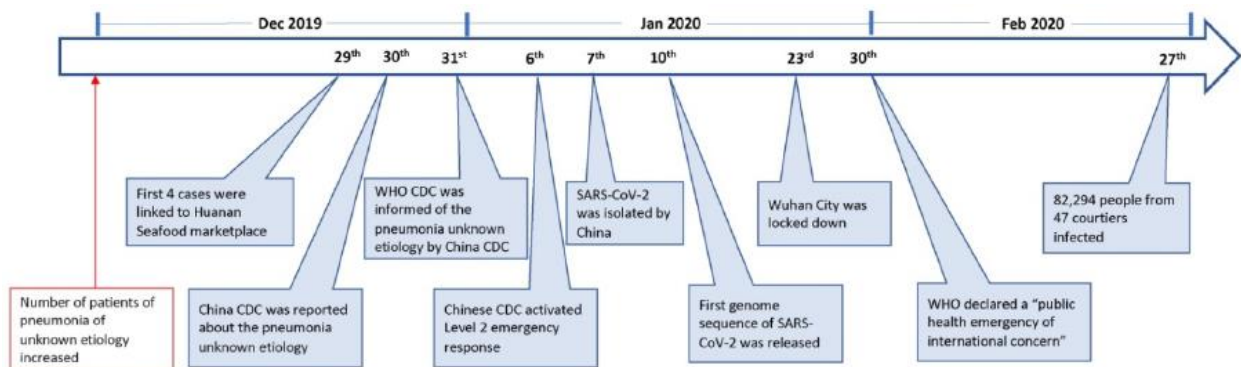 Dec 2019
Jan 2020
Feb 2020
29th
30th
31st
6th
7th
10th
23rd
30th
27th
First 4 cases were
linked to Huanan
Seafood marketplace
WHO CDC was
informed of the
pneumonia unknown
etiology by China CDC
SARS-CoV-2
was isolated by
China
Wuhan City was
locked down
82,294 people from
47 courtiers
infected
Number of patients of
pneumonia of
unknown etiology
increased
China CDC was reported
about the pneumonia
unknown etiology
Chinese CDC activated
Level 2 emergency
response
First genome
sequence of SARS-
CoV-2 was released
WHO declared a “public
health emergency of
international concern”